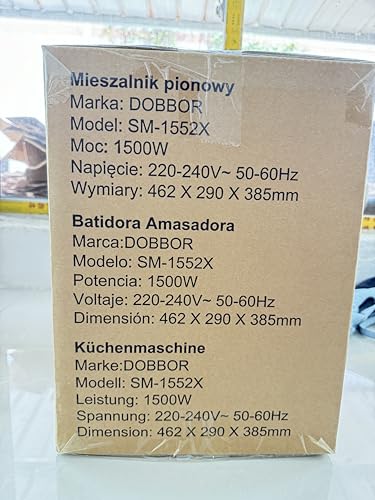 Mieszalnik pionowy
Marka: DOBBOR
Model: SM-1552X
Moc: 1500W
Napięcie: 220-240V~ 50-60Hz
Wymiary: 462 X 290 X 385mm
Batidora Amasadora
Marca:DOBBOR
Modelo: SM-1552X
Potencia: 1500W
Voltaje: 220-240V~ 50-60Hz
Dimensión: 462 X 290 X 385mm
Küchenmaschine
Marke:DOBBOR
Modell: SM-1552X
Leistung: 1500W
Spannung: 220-240V~ 50-60Hz
Dimension: 462 X 290 X 385mm